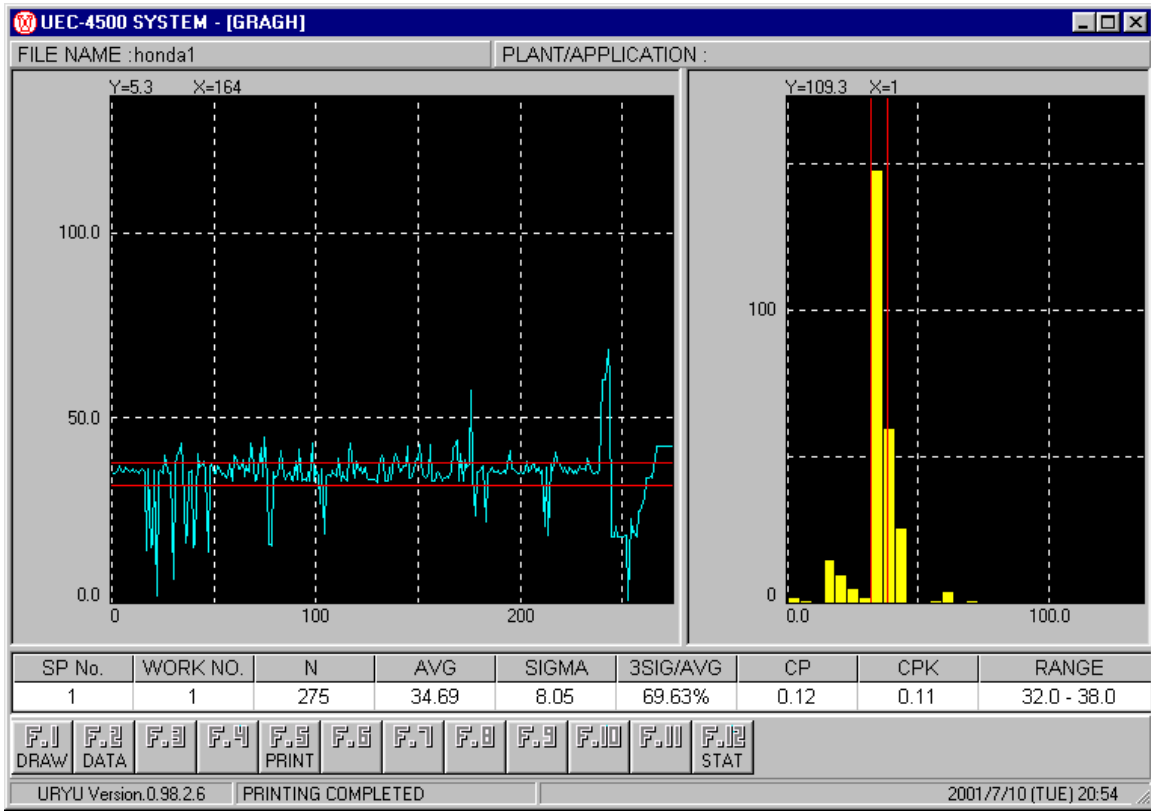 UEC-4500 SYSTEM - [GRAGH]
FILE NAME :honda1 PLANT/APPLICATION :
Y=5.3 X=164
100.0
50.0
0.0
0 100 200
Y=109.3 X=1
100
0
0.0 100.0
SP No. WORK NO. N AVG SIGMA 3SIG/AVG CP CPK RANGE
1 1 275 34.69 8.05 69.63% 0.12 0.11 32.0 - 38.0
F.1 F.2 F.3 F.4 F.5 F.6 F.7 F.8 F.9 F.10 F.11 F.12
DRAW DATA PRINT STAT
URYU Version.0.98.2.6 PRINTING COMPLETED 2001/7/10 (TUE) 20:54